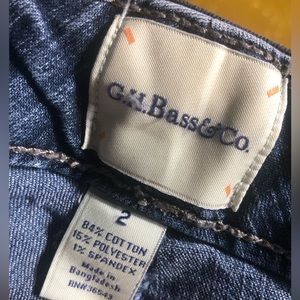 G.H.Bass&Co.
2
84% COTTON
15% POLYESTER
1% SPANDEX
Made in
Bangladesh